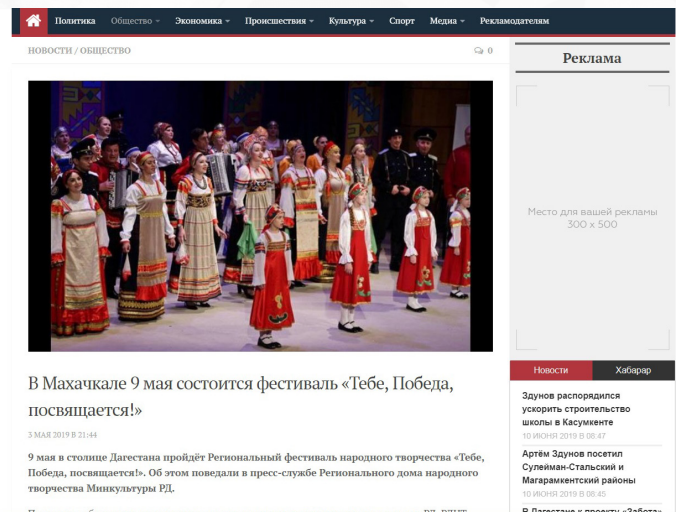 Политика Общество Экономика Происшествия Культура Спорт Медиа Рекламодателям
НОВОСТИ / ОБЩЕСТВО
0
Реклама
Место для вашей рекламы
300 x 500
В Махачкале 9 мая состоится фестиваль «Тебе, Победа,
посвящается!»
3 МАЯ 2019 В 21:44
9 мая в столице Дагестана пройдёт Региональный фестиваль народного творчества «Тебе,
Победа, посвящается!». Об этом поведали в пресс-службе Регионального дома народного
творчества Минкультуры РД.
Новости Хабарар
Здунов распорядился
ускорить строительство
школы в Касумкенте
10 ИЮНЯ 2019 В 08:47
Артём Здунов посетил
Сулейман-Стальский и
Магарамкентский районы
10 ИЮНЯ 2019 В 08:45
В Дагестане к проекту «Забота»